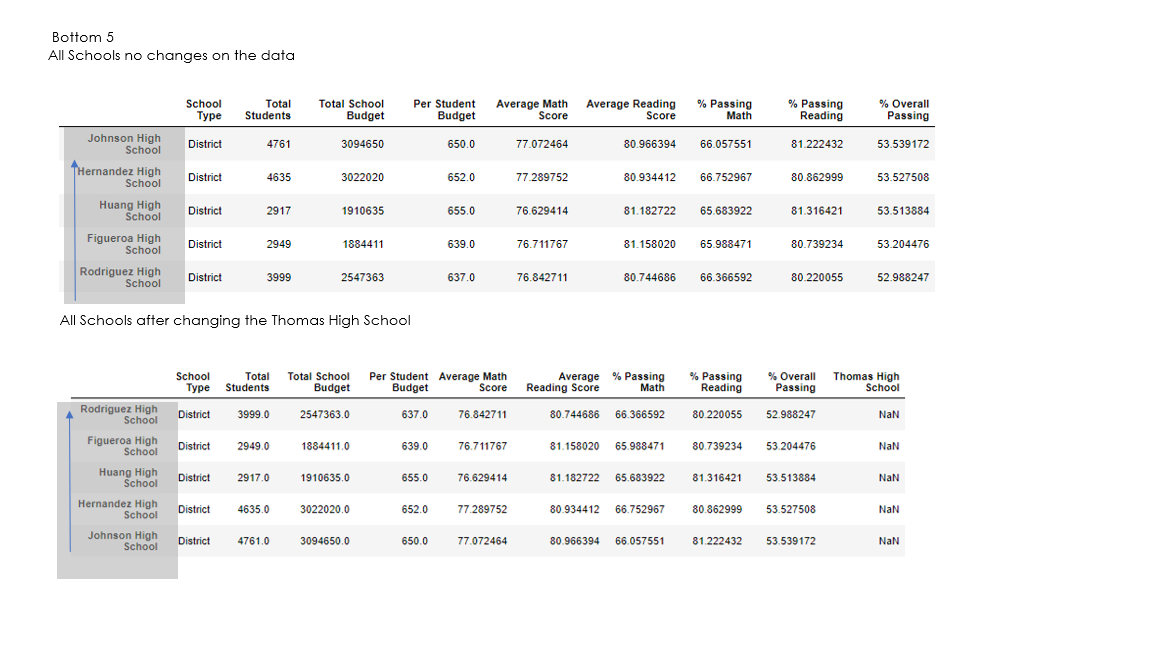 Bottom 5
All Schools no changes on the data
School Type Total Students Total School Budget Per Student Budget Average Math Score Average Reading Score % Passing Math % Passing Reading % Overall Passing
Johnson High School District 4761 3094650 650.0 77.072464 80.966394 66.057551 81.222432 53.539172
Hernandez High School District 4635 3022020 652.0 77.289752 80.934412 66.752967 80.862999 53.527508
Huang High School District 2917 1910635 655.0 76.629414 81.182722 65.683922 81.316421 53.513884
Figueroa High School District 2949 1884411 639.0 76.711767 81.158020 65.988471 80.739234 53.204476
Rodriguez High School District 3999 2547363 637.0 76.842711 80.744686 66.366592 80.220055 52.988247
All Schools after changing the Thomas High School
School Type Total Students Total School Budget Per Student Budget Average Math Score Average Reading Score % Passing Math % Passing Reading % Overall Passing Thomas High School
Rodriguez High School District 3999.0 2547363.0 637.0 76.842711 80.744686 66.366592 80.220055 52.988247 NaN
Figueroa High School District 2949.0 1884411.0 639.0 76.711767 81.158020 65.988471 80.739234 53.204476 NaN
Huang High School District 2917.0 1910635.0 655.0 76.629414 81.182722 65.683922 81.316421 53.513884 NaN
Hernandez High School District 4635.0 3022020.0 652.0 77.289752 80.934412 66.752967 80.862999 53.527508 NaN
Johnson High School District 4761.0 3094650.0 650.0 77.072464 80.966394 66.057551 81.222432 53.539172 NaN